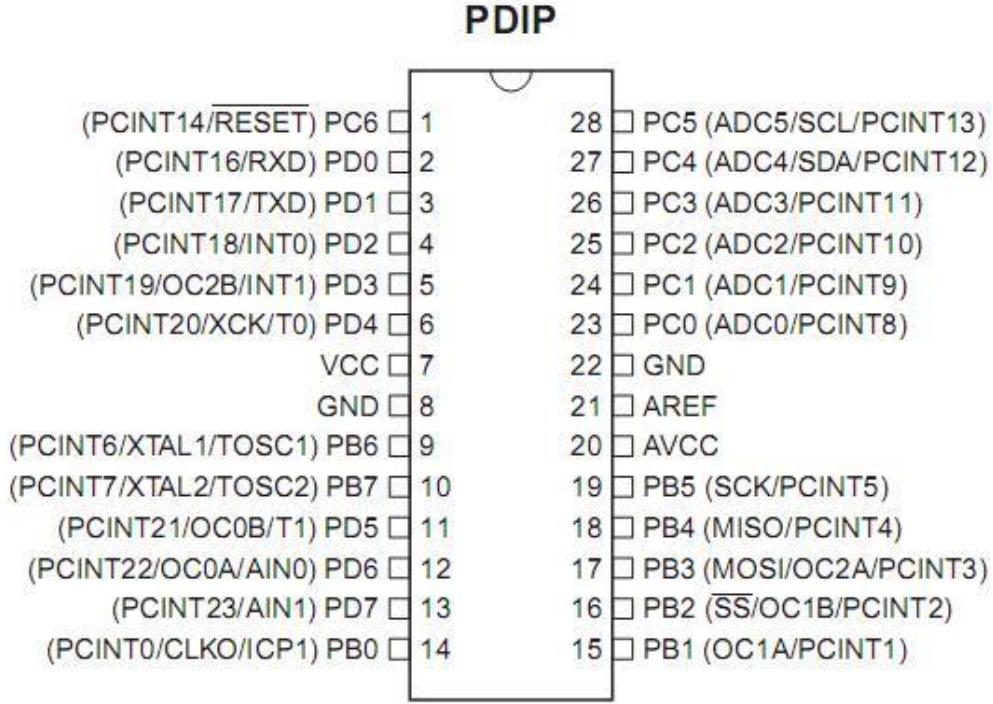 PDIP
(PCINT14/RESET) PC6 1 28 PC5 (ADC5/SCL/PCINT13)
(PCINT16/RXD) PD0 2 27 PC4 (ADC4/SDA/PCINT12)
(PCINT17/TXD) PD1 3 26 PC3 (ADC3/PCINT11)
(PCINT18/INT0) PD2 4 25 PC2 (ADC2/PCINT10)
(PCINT19/OC2B/INT1) PD3 5 24 PC1 (ADC1/PCINT9)
(PCINT20/XCK/T0) PD4 6 23 PC0 (ADC0/PCINT8)
VCC 7 22 GND
GND 8 21 AREF
(PCINT6/XTAL1/TOSC1) PB6 9 20 AVCC
(PCINT7/XTAL2/TOSC2) PB7 10 19 PB5 (SCK/PCINT5)
(PCINT21/OC0B/T1) PD5 11 18 PB4 (MISO/PCINT4)
(PCINT22/OC0A/AIN0) PD6 12 17 PB3 (MOSI/OC2A/PCINT3)
(PCINT23/AIN1) PD7 13 16 PB2 (SS/OC1B/PCINT2)
(PCINT0/CLKO/ICP1) PB0 14 15 PB1 (OC1A/PCINT1)